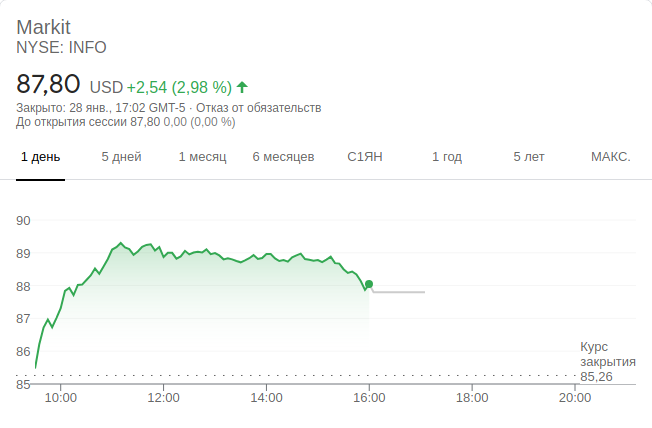 Markit
NYSE: INFO
87,80 USD +2,54 (2,98 %)
Закрыто: 28 янв., 17:02 GMT-5 · Отказ от обязательств
До открытия сессии 87,80 0,00 (0,00 %)
1 день 5 дней 1 месяц 6 месяцев С1ЯН 1 год 5 лет МАКС.
90
89
88
87
86
85
Курс
закрытия
85,26
10:00 12:00 14:00 16:00 18:00 20:00